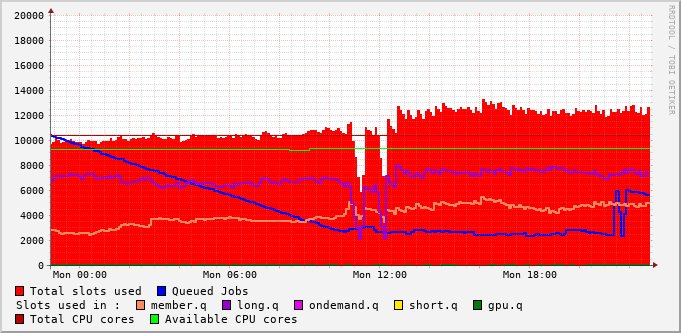 RRDTOOL / TOBI OETIKER
20000
18000
16000
14000
12000
10000
8000
6000
4000
2000
0
Mon 00:00 Mon 06:00 Mon 12:00 Mon 18:00
Total slots used Queued Jobs
Slots used in : member.q long.q ondemand.q short.q gpu.q
Total CPU cores Available CPU cores